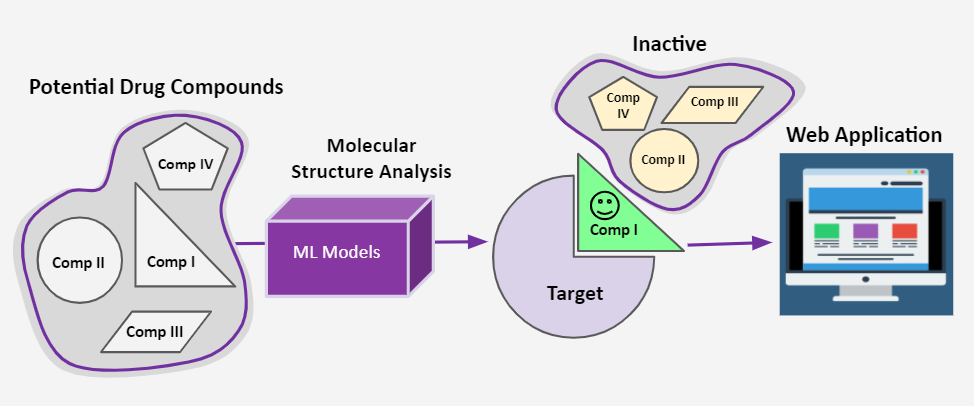 Potential Drug Compounds
Comp IV
Comp II
Comp I
Comp III
Molecular
Structure Analysis
ML Models
Inactive
Comp
IV
Comp III
Comp II
Comp I
Target
Web Application